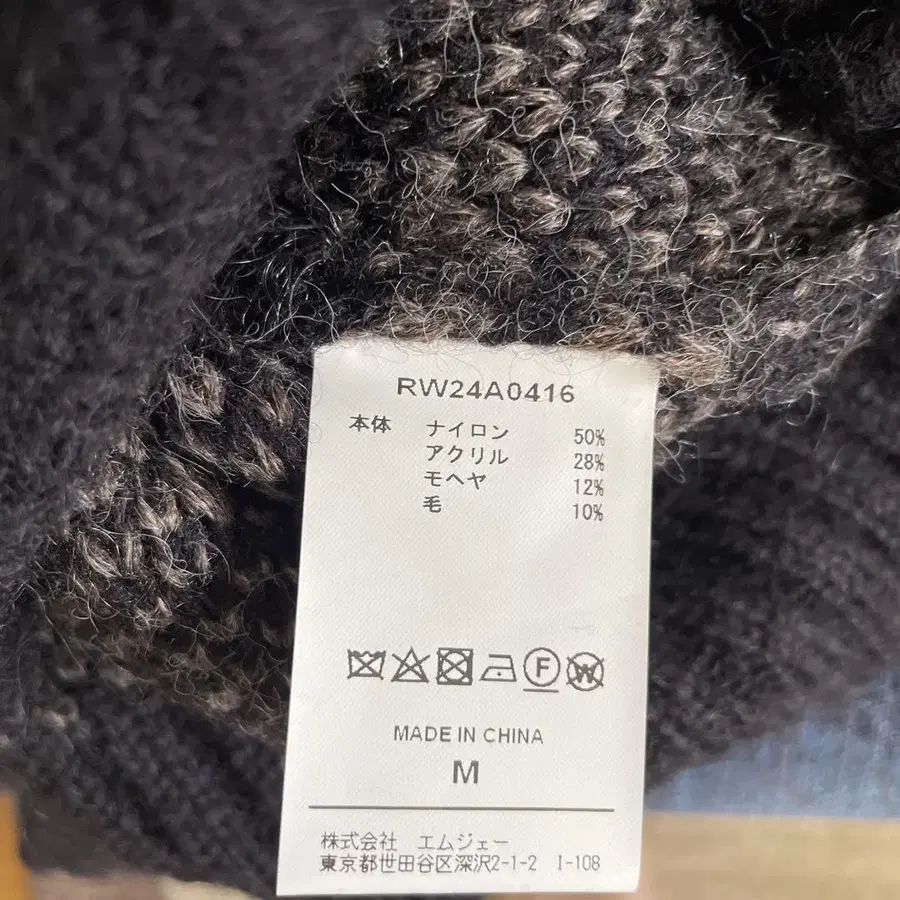 RW24A0416
本体 ナイロン 50%
アクリル 28%
モヘヤ 12%
毛 10%
F W
MADE IN CHINA
M
株式会社 エムジェー
東京都世田谷区深沢2-1-2 I-108